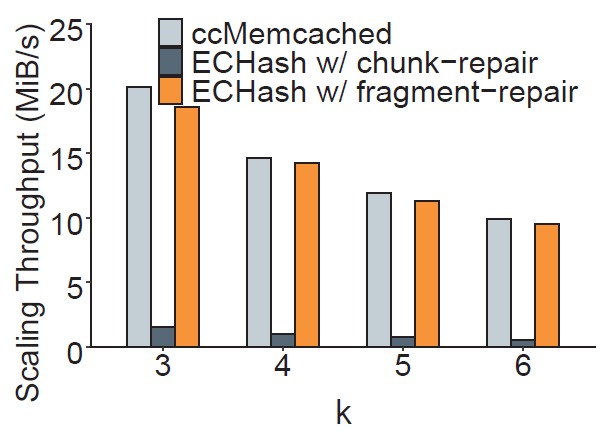 Scaling Throughput (MiB/s)
25
20
15
10
5
0
ccMemcached
ECHash w/ chunk−repair
ECHash w/ fragment−repair
3 4 5 6
k